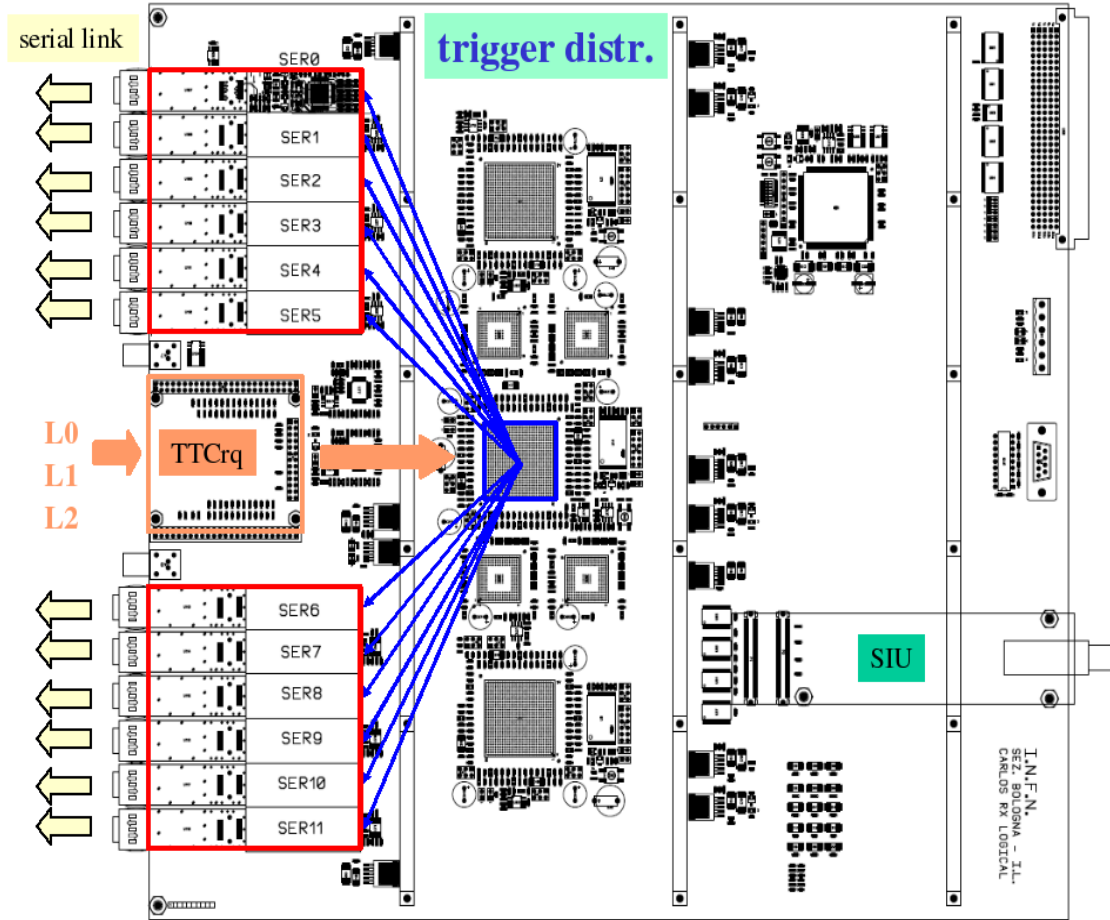 serial link
trigger distr.
SER0
SER1
SER2
SER3
SER4
SER5
L0
L1
L2
TTCrq
SER6
SER7
SER8
SER9
SER10
SER11
SIU
I.N.F.N.
SEZ. BOLOGNA - I.L.
CARLOS RX LOGICAL